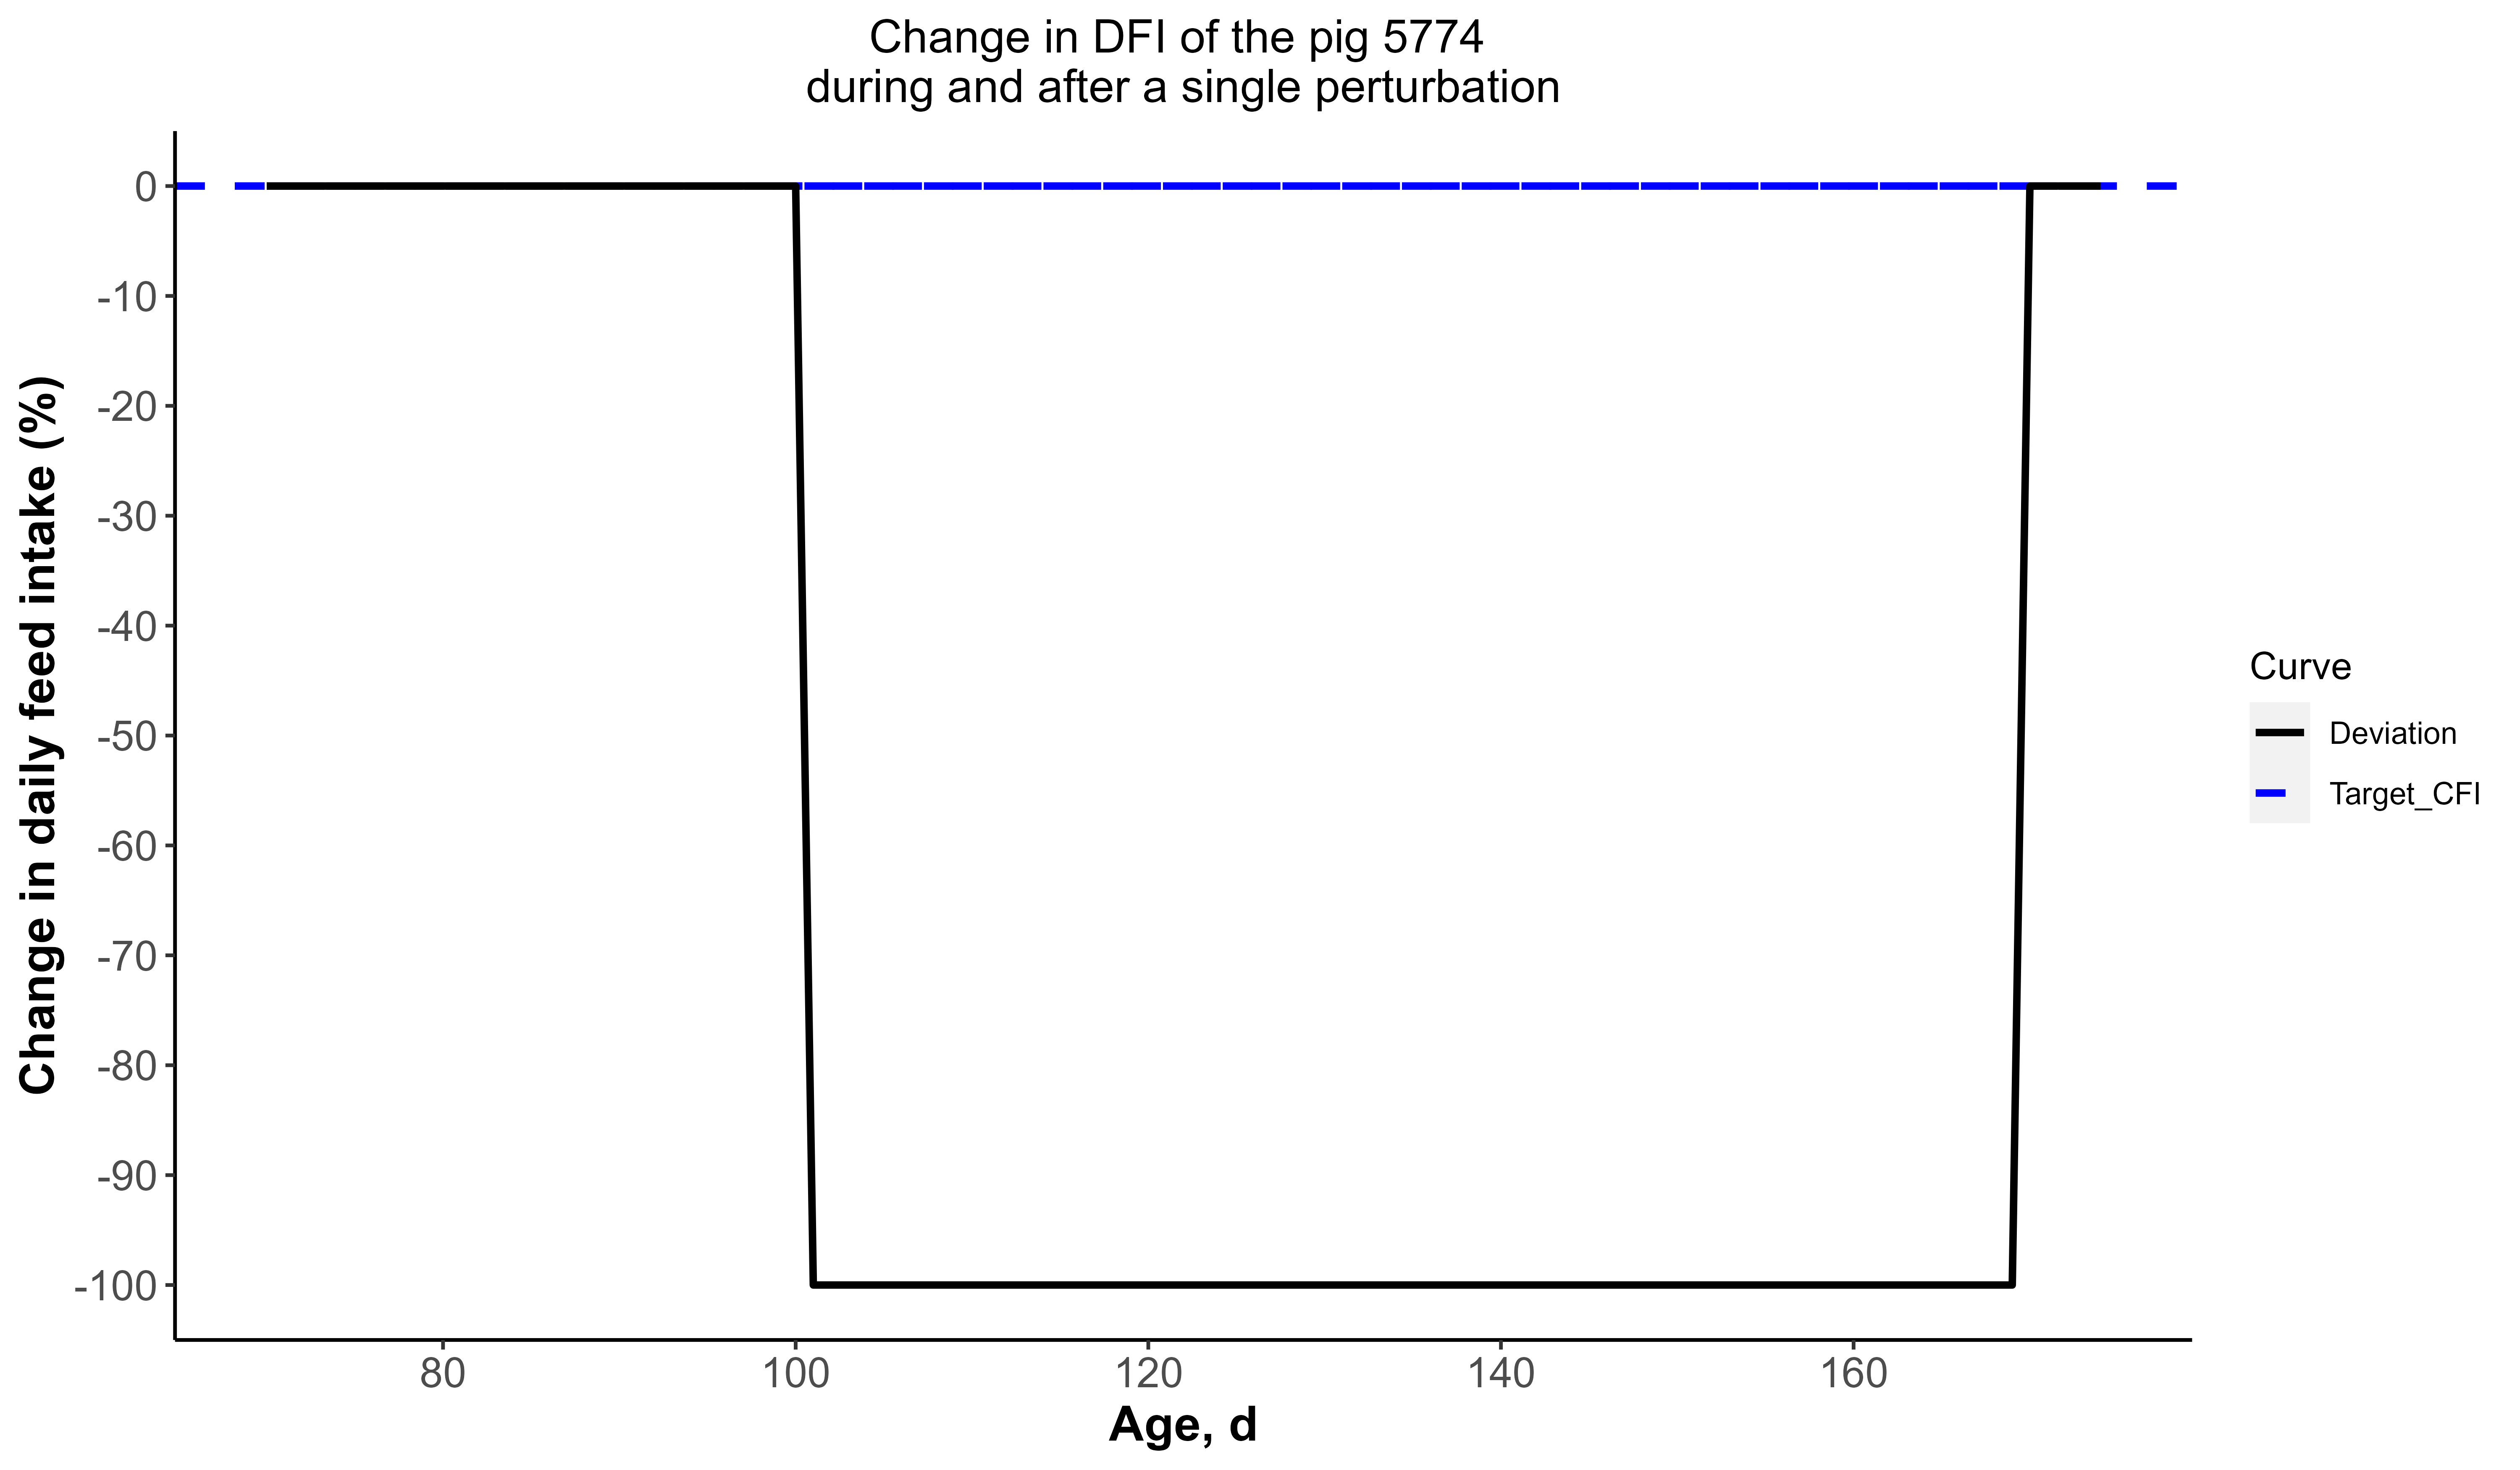 Change in DFI of the pig 5774
during and after a single perturbation
Change in daily feed intake (%)
0
-10
-20
-30
-40
-50
-60
-70
-80
-90
-100
80
100
120
140
160
Age, d
Curve
Deviation
Target_CFI